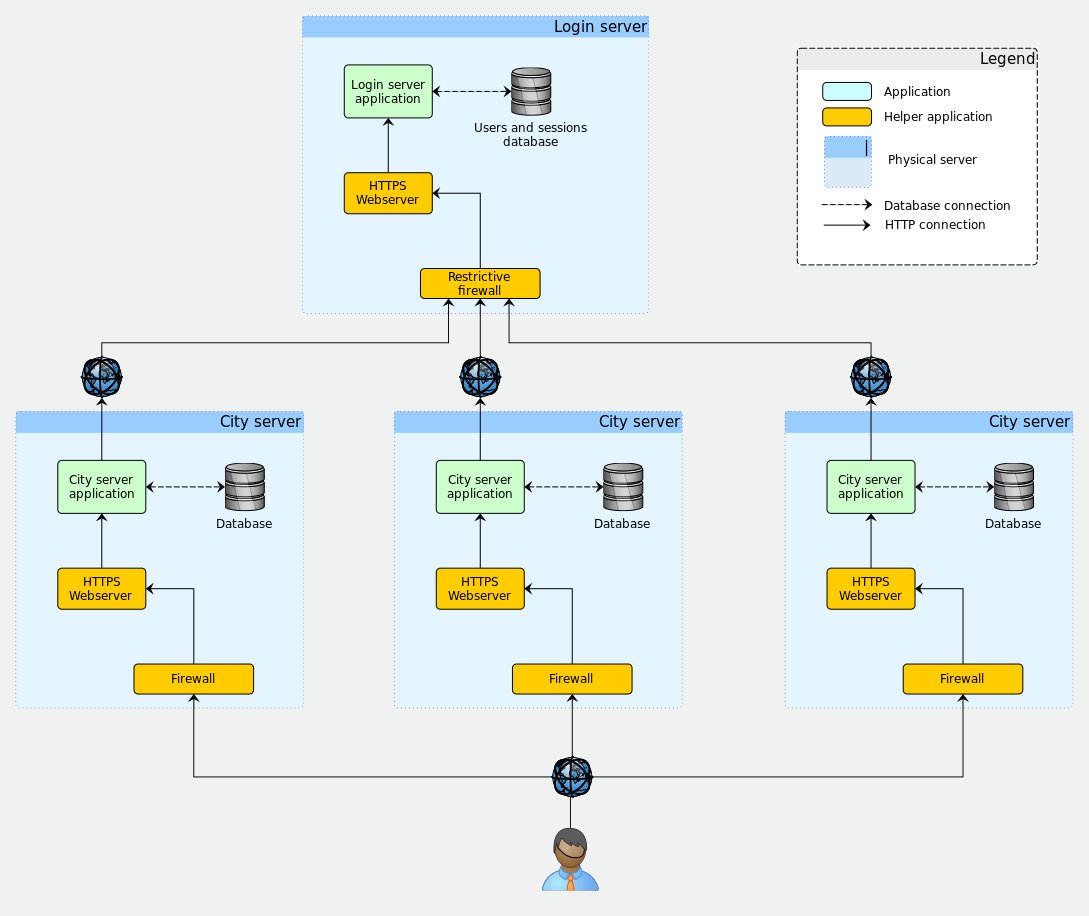 Login server
Login server
application
Users and sessions
database
HTTPS
Webserver
Restrictive
firewall
Legend
Application
Helper application
Physical server
Database connection
HTTP connection
City server
City server
application
Database
HTTPS
Webserver
Firewall
City server
City server
application
Database
HTTPS
Webserver
Firewall
City server
City server
application
Database
HTTPS
Webserver
Firewall